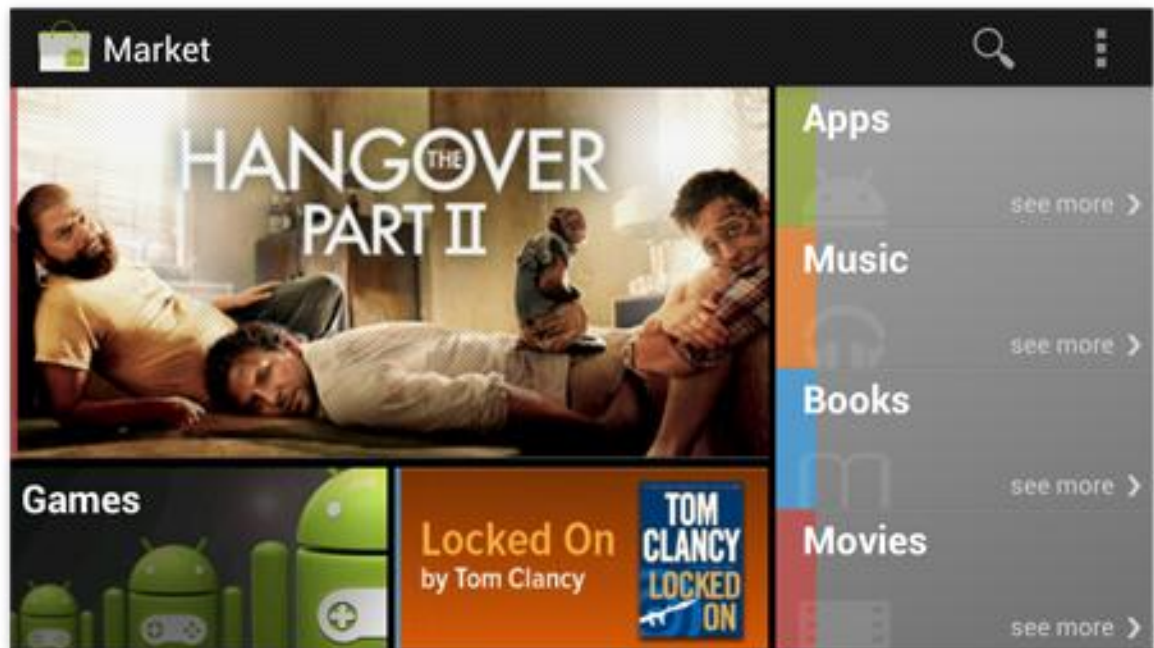 Market
HANGOVER
THE
PART II
Apps
see more
Music
see more
Books
see more
Movies
see more
Games
Locked On
by Tom Clancy
TOM
CLANCY
LOCKED
ON